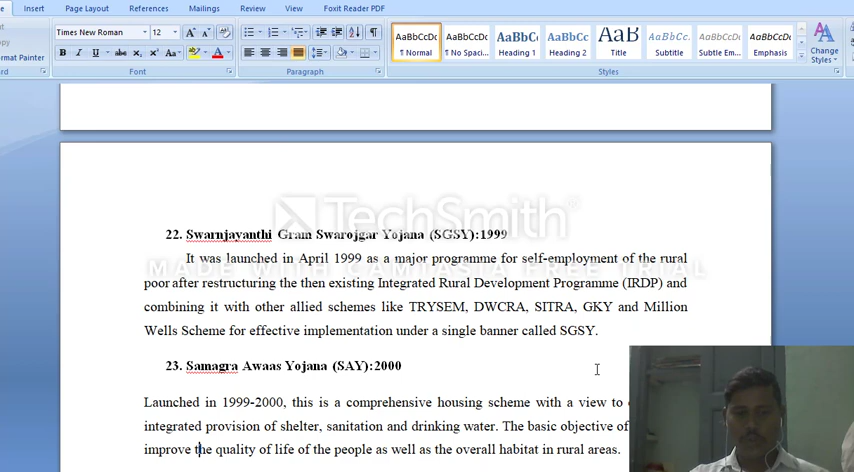 Insert Page Layout References Mailings Review View Foxit Reader PDF
Times New Roman 12
Format Painter
Font Paragraph Styles
AaBbCcDc AaBbCcDc AaBbC AaBbCc AaB AaBbCcL AaBbCcDc AaBbCcDc
¶ Normal ¶ No Spaci... Heading 1 Heading 2 Title Subtitle Subtle Em... Emphasis
Change
Styles
TechSmith®
MADE WITH CAMTASIA FREE TRIAL
22. Swarnjayanthi Gram Swarojgar Yojana (SGSY):1999
It was launched in April 1999 as a major programme for self-employment of the rural
poor after restructuring the then existing Integrated Rural Development Programme (IRDP) and
combining it with other allied schemes like TRYSEM, DWCRA, SITRA, GKY and Million
Wells Scheme for effective implementation under a single banner called SGSY.
23. Samagra Awaas Yojana (SAY):2000
Launched in 1999-2000, this is a comprehensive housing scheme with a view to
integrated provision of shelter, sanitation and drinking water. The basic objective of
improve the quality of life of the people as well as the overall habitat in rural areas.